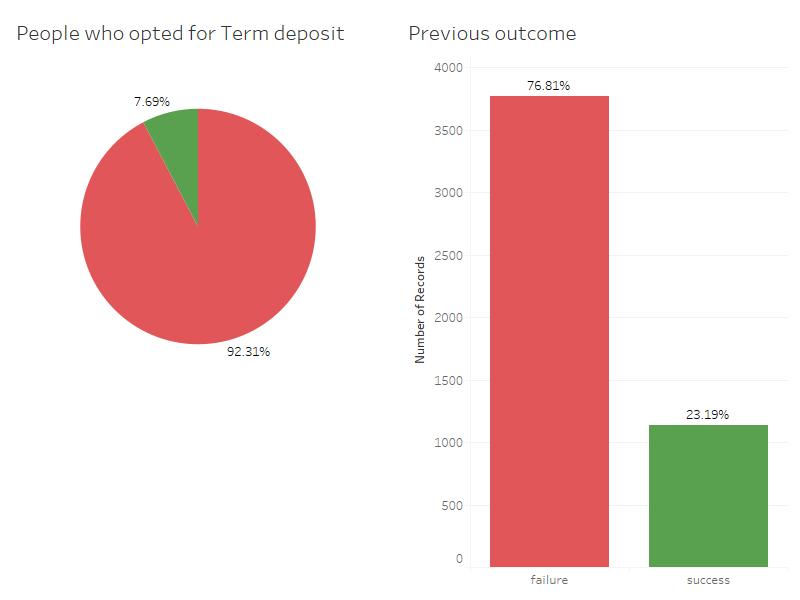 People who opted for Term deposit
7.69%
92.31%
Previous outcome
Number of Records
4000
3500
3000
2500
2000
1500
1000
500
0
76.81%
23.19%
failure
success